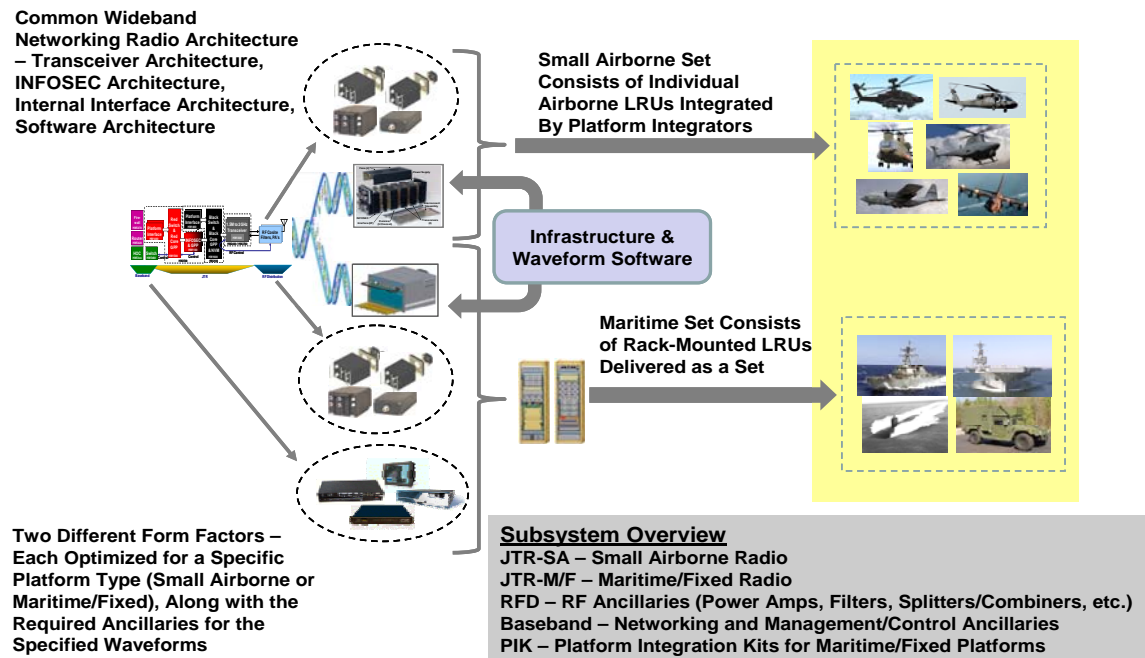 Common Wideband
Networking Radio Architecture
– Transceiver Architecture,
INFOSEC Architecture,
Internal Interface Architecture,
Software Architecture
Small Airborne Set
Consists of Individual
Airborne LRUs Integrated
By Platform Integrators
Infrastructure &
Waveform Software
Maritime Set Consists
of Rack-Mounted LRUs
Delivered as a Set
Two Different Form Factors –
Each Optimized for a Specific
Platform Type (Small Airborne or
Maritime/Fixed), Along with the
Required Ancillaries for the
Specified Waveforms
Subsystem Overview
JTR-SA – Small Airborne Radio
JTR-M/F – Maritime/Fixed Radio
RFD – RF Ancillaries (Power Amps, Filters, Splitters/Combiners, etc.)
Baseband – Networking and Management/Control Ancillaries
PIK – Platform Integration Kits for Maritime/Fixed Platforms